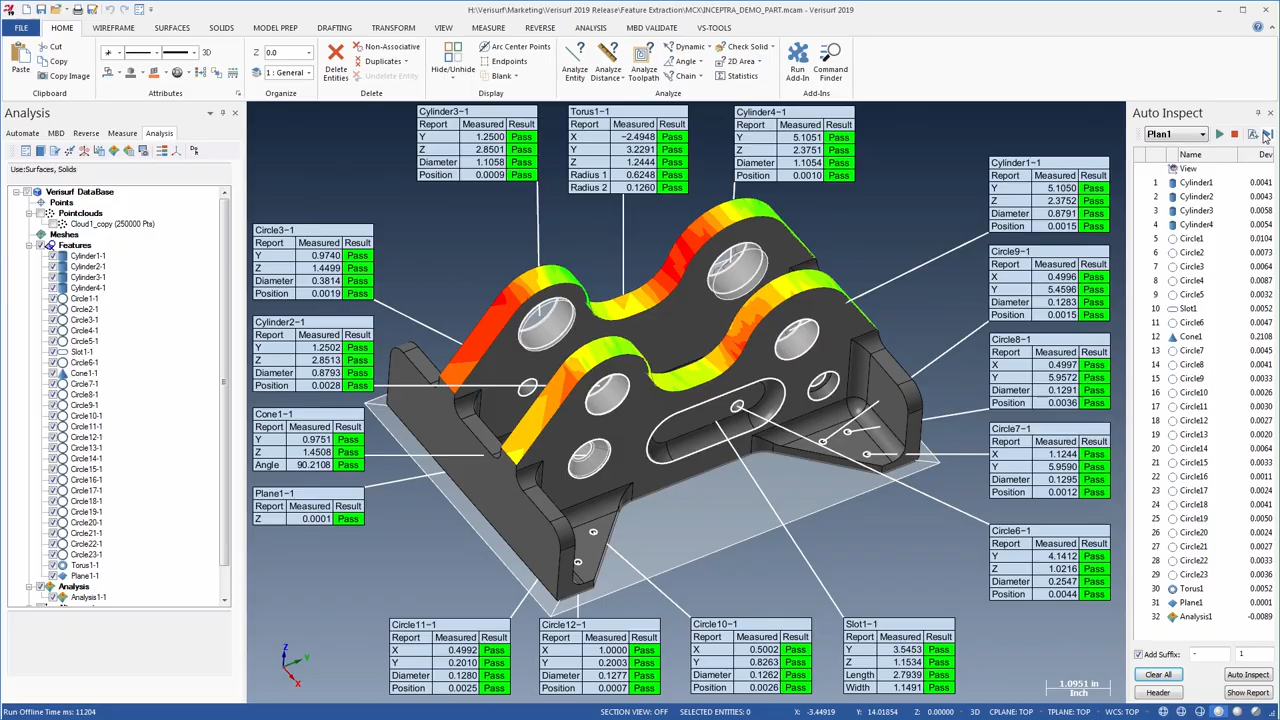 H:\Verisurf\Marketing\Verisurf 2019 Release\Feature Extraction\MCX\INCEPTRA_DEMO_PART.mcam - Verisurf 2019
FILE HOME WIREFRAME SURFACES SOLIDS MODEL PREP DRAFTING TRANSFORM VIEW MEASURE REVERSE ANALYSIS MBD VALIDATE VS-TOOLS
Paste
Cut
Copy
Copy Image
Clipboard
3D
Attributes
Z 0.0
1 : General
Organize
Delete Entities
Non-Associative
Duplicates
Undelete Entity
Delete
Hide/Unhide
Arc Center Points
Endpoints
Blank
Display
Analyze Entity
Analyze Distance
Analyze Toolpath
Dynamic
Angle
Chain
Check Solid
2D Area
Statistics
Analyze
Run Add-In
Command Finder
Add-Ins
Analysis
Automate MBD Reverse Measure Analysis
Use:Surfaces, Solids
Verisurf DataBase
Points
Pointclouds
Cloud1_copy (250000 Pts)
Meshes
Features
Cylinder1-1
Cylinder2-1
Cylinder3-1
Cylinder4-1
Circle1-1
Circle2-1
Circle3-1
Circle4-1
Circle5-1
Slot1-1
Circle6-1
Cone1-1
Circle7-1
Circle8-1
Circle9-1
Circle10-1
Circle11-1
Circle12-1
Circle13-1
Circle14-1
Circle15-1
Circle16-1
Circle17-1
Circle18-1
Circle19-1
Circle20-1
Circle21-1
Circle22-1
Circle23-1
Torus1-1
Plane1-1
Analysis
Analysis1-1
Cylinder3-1
Report Measured Result
Y 1.2500 Pass
Z 2.8501 Pass
Diameter 1.1058 Pass
Position 0.0009 Pass
Torus1-1
Report Measured Result
X -2.4948 Pass
Y 3.2291 Pass
Z 1.2444 Pass
Radius 1 0.6248 Pass
Radius 2 0.1260 Pass
Cylinder4-1
Report Measured Result
Y 5.1051 Pass
Z 2.3751 Pass
Diameter 1.1054 Pass
Position 0.0010 Pass
Cylinder1-1
Report Measured Result
Y 5.1050 Pass
Z 2.3752 Pass
Diameter 0.8791 Pass
Position 0.0015 Pass
Circle3-1
Report Measured Result
Y 0.9740 Pass
Z 1.4499 Pass
Diameter 0.3814 Pass
Position 0.0019 Pass
Circle9-1
Report Measured Result
X 0.4996 Pass
Y 5.4596 Pass
Diameter 0.1283 Pass
Position 0.0015 Pass
Cylinder2-1
Report Measured Result
Y 1.2502 Pass
Z 2.8513 Pass
Diameter 0.8793 Pass
Position 0.0028 Pass
Circle8-1
Report Measured Result
X 0.4997 Pass
Y 5.9572 Pass
Diameter 0.1291 Pass
Position 0.0036 Pass
Cone1-1
Report Measured Result
Y 0.9751 Pass
Z 1.4508 Pass
Angle 90.2108 Pass
Circle7-1
Report Measured Result
X 1.1244 Pass
Y 5.9590 Pass
Diameter 0.1295 Pass
Position 0.0012 Pass
Plane1-1
Report Measured Result
Z 0.0001 Pass
Circle6-1
Report Measured Result
Y 4.1412 Pass
Z 1.0216 Pass
Diameter 0.2547 Pass
Position 0.0044 Pass
Circle11-1
Report Measured Result
X 0.4992 Pass
Y 0.2010 Pass
Diameter 0.1280 Pass
Position 0.0025 Pass
Circle12-1
Report Measured Result
X 1.0000 Pass
Y 0.2003 Pass
Diameter 0.1277 Pass
Position 0.0007 Pass
Circle10-1
Report Measured Result
X 0.5002 Pass
Y 0.8263 Pass
Diameter 0.1262 Pass
Position 0.0026 Pass
Slot1-1
Report Measured Result
Y 3.5453 Pass
Z 1.1534 Pass
Length 2.7939 Pass
Width 1.1491 Pass
Z
Y
X
1.0951 in
Inch
Auto Inspect
Plan1
Name Dev
View
1 Cylinder1 0.0041
2 Cylinder2 0.0043
3 Cylinder3 0.0058
4 Cylinder4 0.0054
5 Circle1 0.0104
6 Circle2 0.0073
7 Circle3 0.0064
8 Circle4 0.0087
9 Circle5 0.0032
10 Slot1 0.0052
11 Circle6 0.0047
12 Cone1 0.2108
13 Circle7 0.0045
14 Circle8 0.0041
15 Circle9 0.0033
16 Circle10 0.0012
17 Circle11 0.0030
18 Circle12 0.0027
19 Circle13 0.0029
20 Circle14 0.0022
21 Circle15 0.0022
22 Circle16 0.0017
23 Circle17 0.0011
24 Circle18 0.0024
25 Circle19 0.0020
26 Circle20 0.0027
27 Circle21 0.0027
28 Circle22 0.0033
29 Circle23 0.0036
30 Torus1 0.0052
31 Plane1 0.0001
32 Analysis1 -0.0089
Add Suffix: - 1
Clear All Auto Inspect
Header Show Report
Run Offline Time ms: 11204 SECTION VIEW: OFF SELECTED ENTITIES: 0 X: -3.44919 Y: 14.01854 Z: 0.00000 3D CPLANE: TOP TPLANE: TOP WCS: TOP